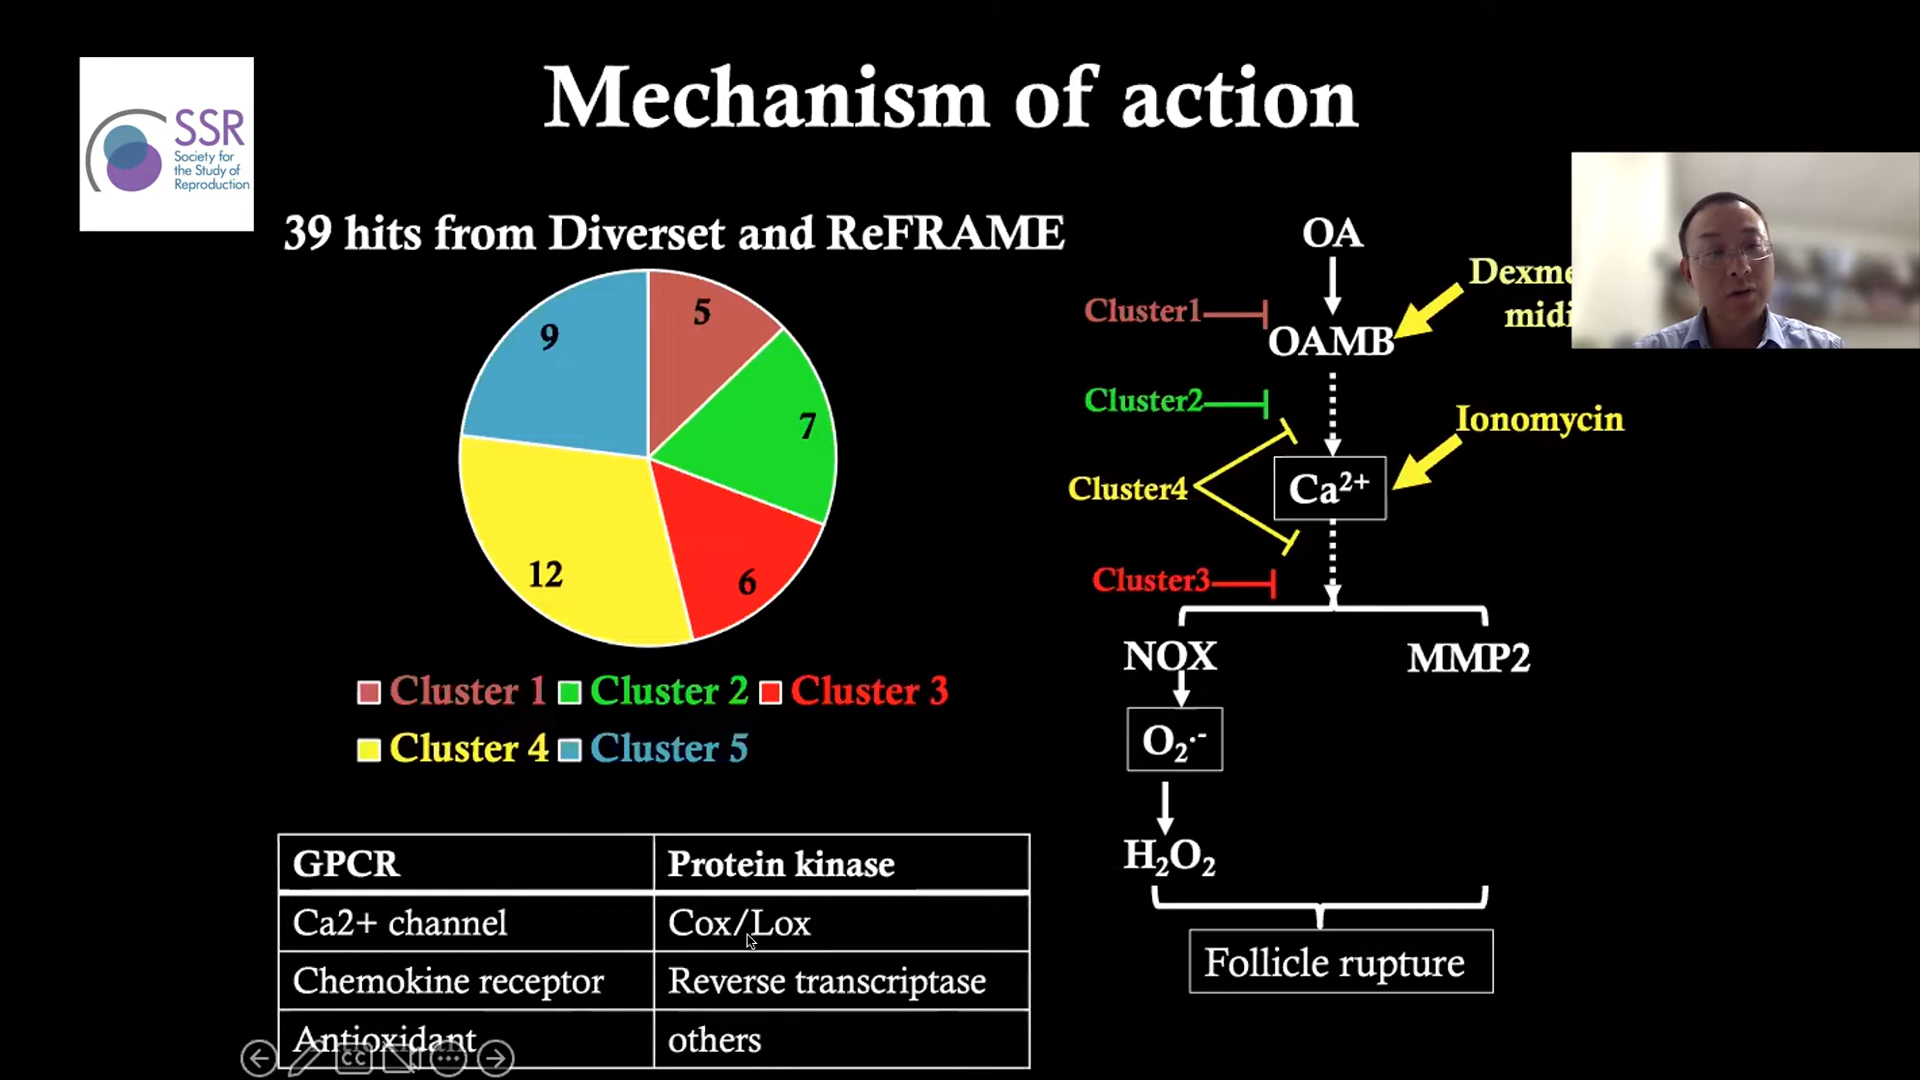 Mechanism of action
SSR
Society for
the Study of
Reproduction
39 hits from Diverset and ReFRAME
5
9
7
12
6
Cluster 1 Cluster 2 Cluster 3
Cluster 4 Cluster 5
GPCR Protein kinase
Ca2+ channel Cox/Lox
Chemokine receptor Reverse transcriptase
Antioxidant others
CC
OA
Dexme
midi
Cluster1
OAMB
Cluster2
Ionomycin
Cluster4
Ca²⁺
Cluster3
NOX MMP2
O₂·⁻
H₂O₂
Follicle rupture